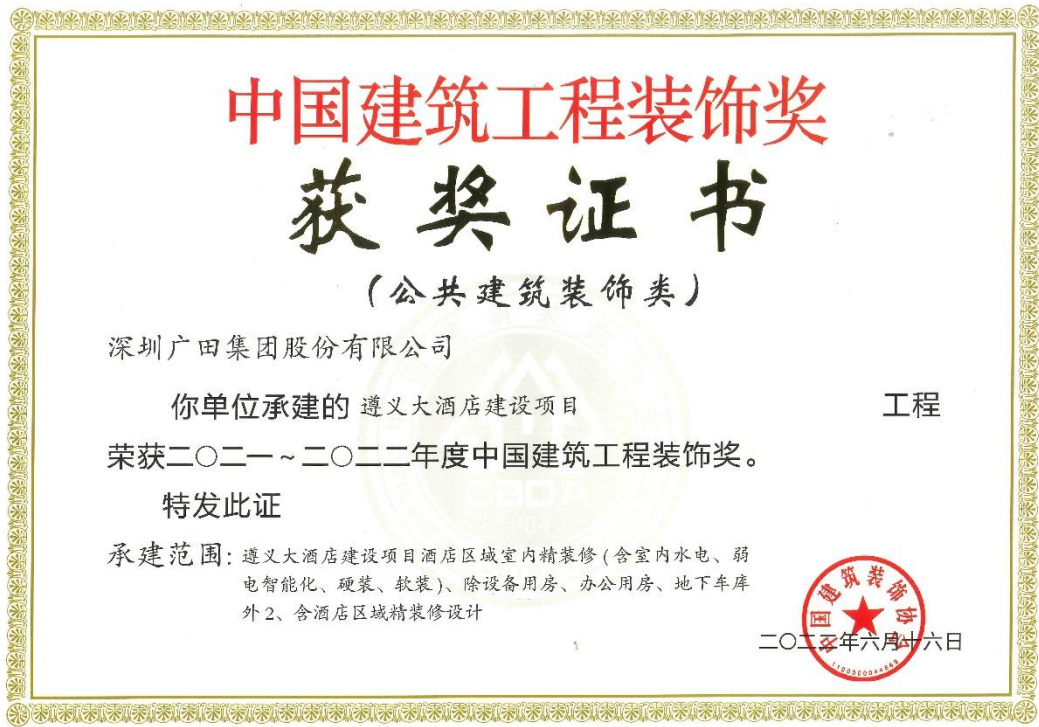 中国建筑工程装饰奖
获奖证书
(公共建筑装饰类)
深圳广田集团股份有限公司
你单位承建的 遵义大酒店建设项目 工程
荣获二〇二一~二〇二二年度中国建筑工程装饰奖。
特发此证
承建范围: 遵义大酒店建设项目酒店区域室内精装修(含室内水电、弱
电智能化、硬装、软装)、除设备用房、办公用房、地下车库
外2、含酒店区域精装修设计
中国建筑装饰协会
二〇二三年六月十六日
CBDA